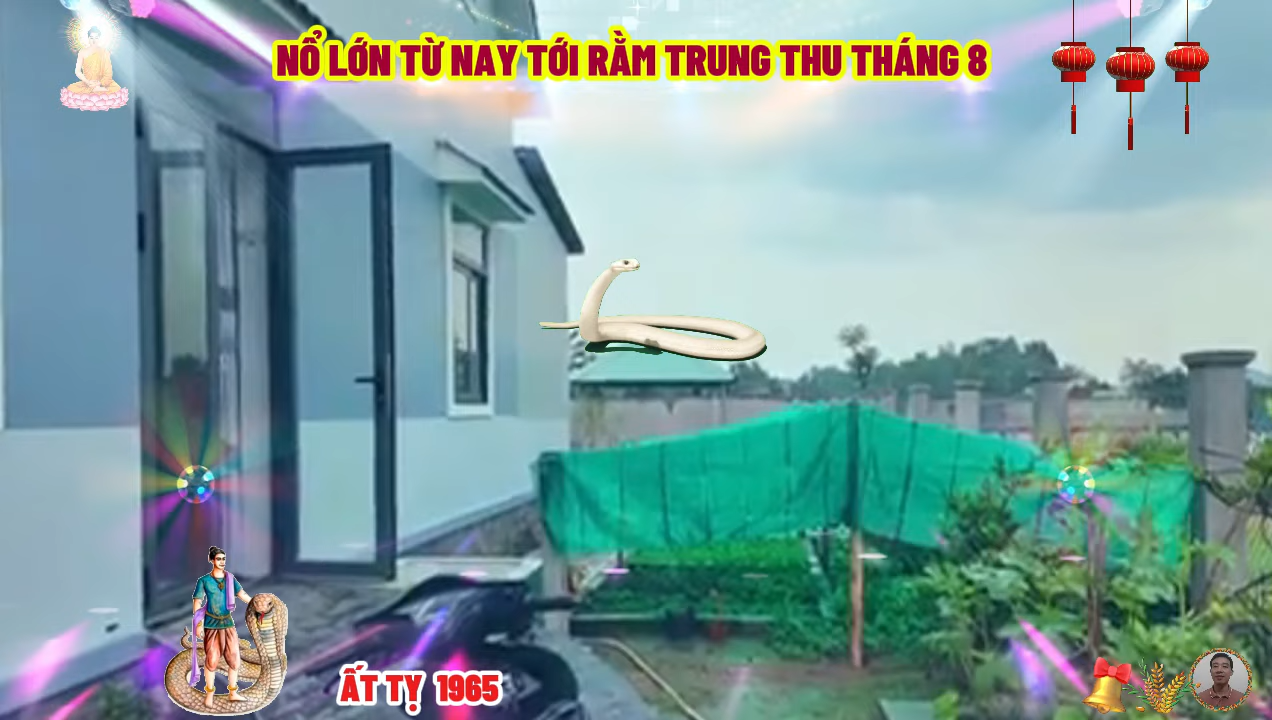 NỔ LỚN TỪ NAY TỚI RẰM TRUNG THU THÁNG 8
ẤT TỴ 1965